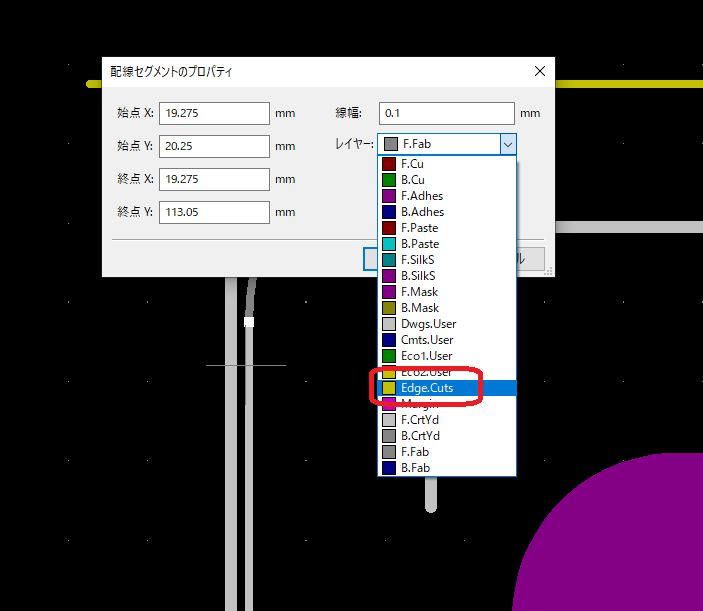 配線セグメントのプロパティ
始点 X: 19.275 mm 線幅: 0.1 mm
始点 Y: 20.25 mm レイヤー: F.Fab
終点 X: 19.275 mm
終点 Y: 113.05 mm
F.Cu
B.Cu
F.Adhes
B.Adhes
F.Paste
B.Paste
F.SilkS
B.SilkS
F.Mask
B.Mask
Dwgs.User
Cmts.User
Eco1.User
Eco2.User
Edge.Cuts
Margin
F.CrtYd
B.CrtYd
F.Fab
B.Fab
ル